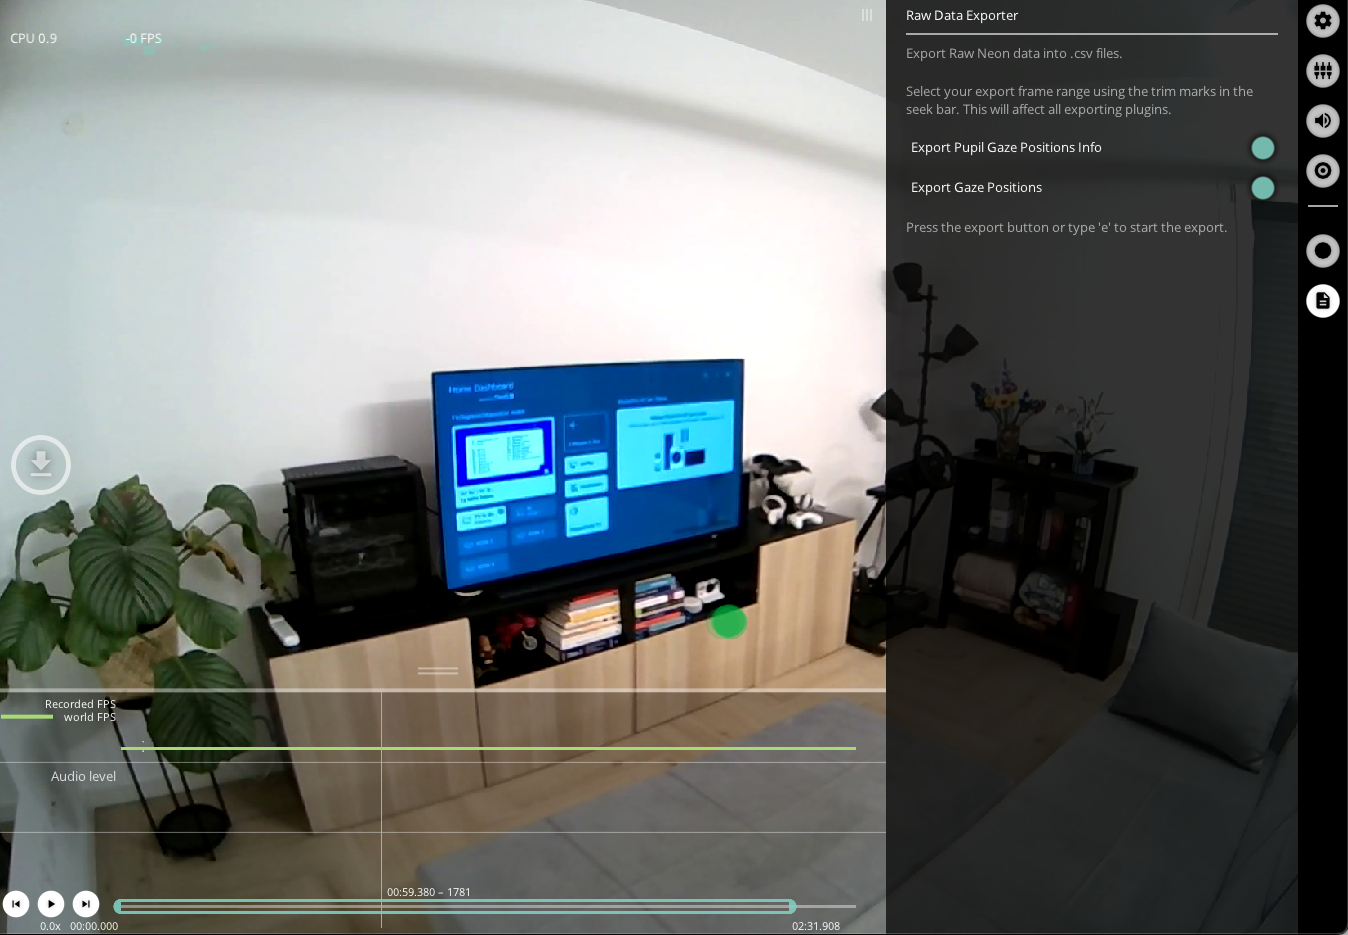 CPU 0.9
-0 FPS
Raw Data Exporter
Export Raw Neon data into .csv files.
Select your export frame range using the trim marks in the
seek bar. This will affect all exporting plugins.
Export Pupil Gaze Positions Info
Export Gaze Positions
Press the export button or type 'e' to start the export.
Home Dashboard
Recorded FPS
world FPS
Audio level
00:59.380 – 1781
0.0x 00:00.000
02:31.908